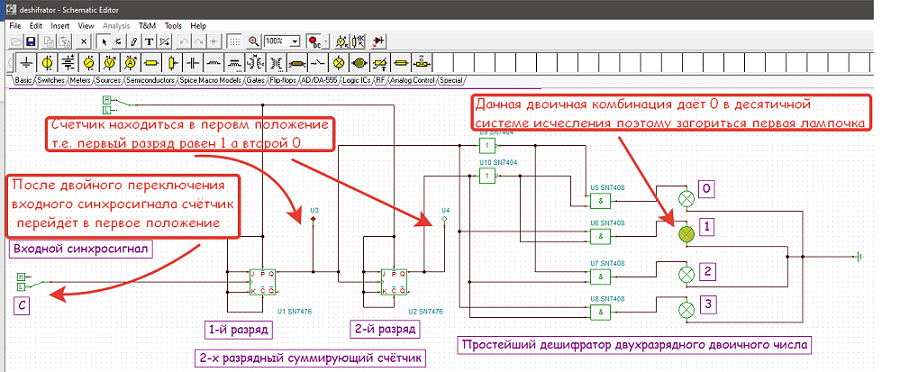 deshifrator - Schematic Editor
File Edit Insert View Analysis T&M Tools Help
100%
DC
Basic Switches Meters Sources Semiconductors Spice Macro Models Gates Flip-flops AD/DA-555 Logic ICs RF Analog Control Special
H
L
Счетчик находиться в перовм положение
т.е. первый разряд равен 1 а второй 0
Данная двоичная комбинация даёт 0 в десятичной
системе исчесления поэтому загориться первая лампочка
U9 SN7404
1
U10 SN7404
1
После двойного переключения
входного синхросигнала счётчик
перейдёт в первое положение
U3
U4
U5 SN7408
&
0
U6 SN7408
&
1
U7 SN7408
&
2
U8 SN7408
&
3
Входной синхросигнал
H
L
C
J P Q
K C Q
U1 SN7476
J P Q
K C Q
U2 SN7476
1-й разряд
2-й разряд
2-х разрядный суммирующий счётчик
Простейший дешифратор двухразрядного двоичного числа